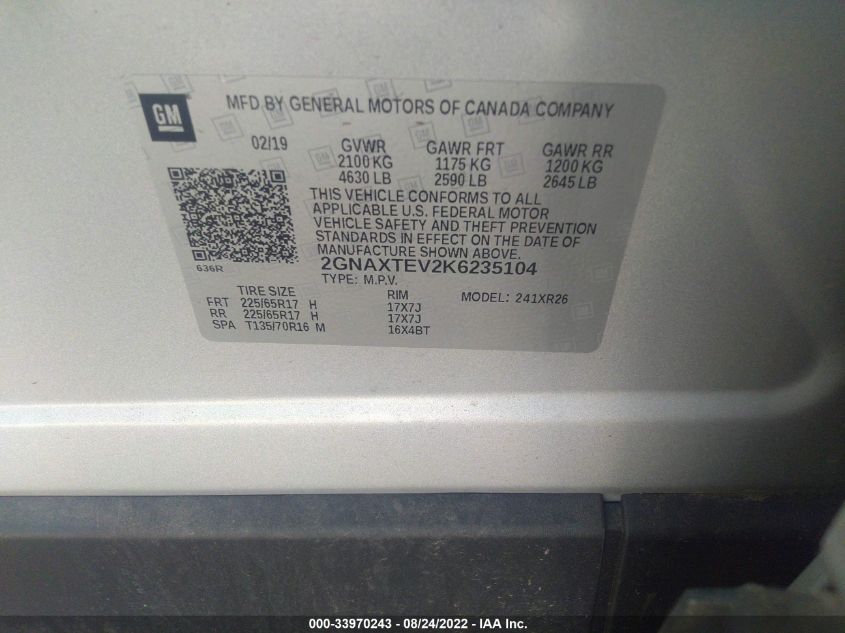 GM
MFD BY GENERAL MOTORS OF CANADA COMPANY
02/19 GVWR GAWR FRT GAWR RR
2100 KG 1175 KG 1200 KG
4630 LB 2590 LB 2645 LB
THIS VEHICLE CONFORMS TO ALL
APPLICABLE U.S. FEDERAL MOTOR
VEHICLE SAFETY AND THEFT PREVENTION
STANDARDS IN EFFECT ON THE DATE OF
MANUFACTURE SHOWN ABOVE.
636R
2GNAXTEV2K6235104
TYPE: M.P.V.
TIRE SIZE RIM MODEL: 241XR26
FRT 225/65R17 H 17X7J
RR 225/65R17 H 17X7J
SPA T135/70R16 M 16X4BT
000-33970243 - 08/24/2022 - IAA Inc.